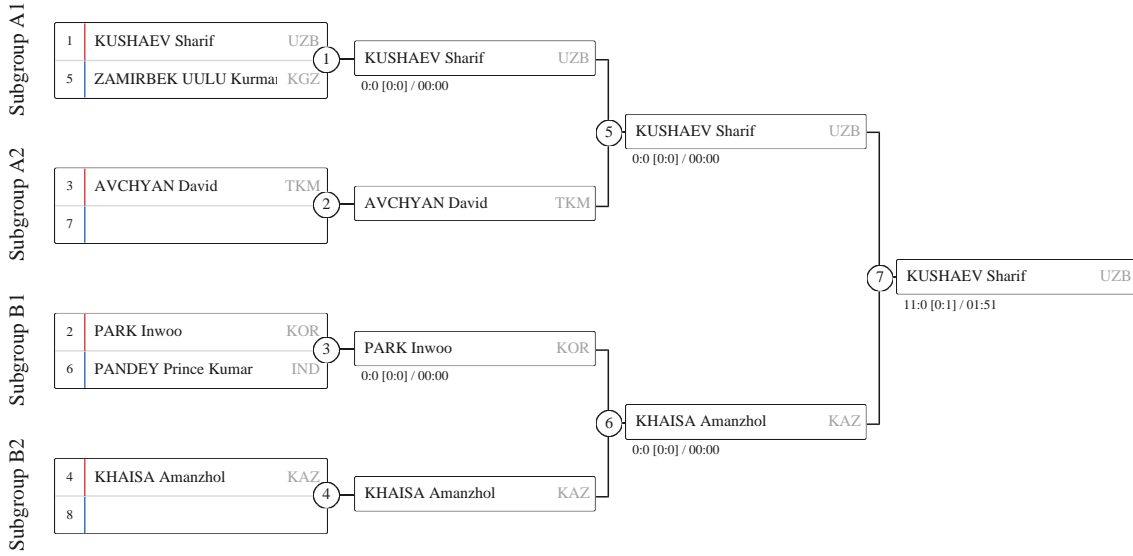 Subgroup A1
1 KUSHAEV Sharif UZB
5 ZAMIRBEK UULU Kurma KGZ
1
KUSHAEV Sharif UZB
0:0 [0:0] / 00:00
Subgroup A2
3 AVCHYAN David TKM
7
2
AVCHYAN David TKM
5
KUSHAEV Sharif UZB
0:0 [0:0] / 00:00
Subgroup B1
2 PARK Inwoo KOR
6 PANDEY Prince Kumar IND
3
PARK Inwoo KOR
0:0 [0:0] / 00:00
Subgroup B2
4 KHAISA Amanzhol KAZ
8
4
KHAISA Amanzhol KAZ
6
KHAISA Amanzhol KAZ
0:0 [0:0] / 00:00
7
KUSHAEV Sharif UZB
11:0 [0:1] / 01:51